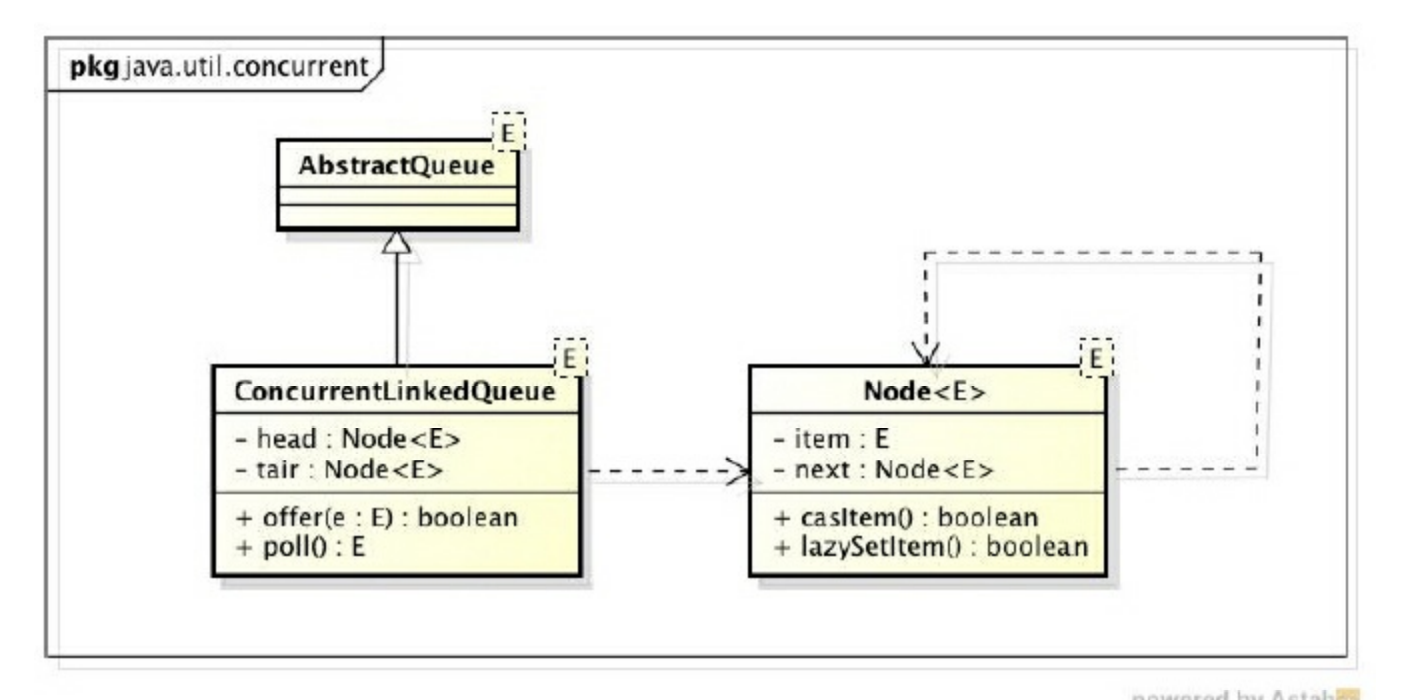 pkg java.util.concurrent
E
AbstractQueue
E
ConcurrentLinkedQueue
- head : Node<E>
- tair : Node<E>
+ offer(e : E) : boolean
+ poll() : E
E
Node<E>
- item : E
- next : Node<E>
+ casItem() : boolean
+ lazySetItem() : boolean
powered by